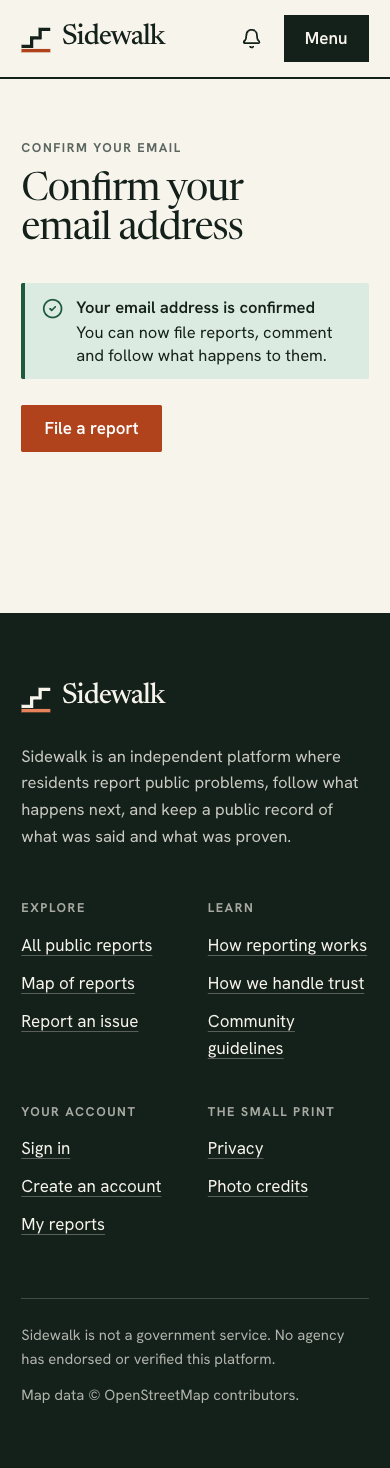 Sidewalk
Menu
CONFIRM YOUR EMAIL
Confirm your
email address
Your email address is confirmed
You can now file reports, comment
and follow what happens to them.
File a report
Sidewalk
Sidewalk is an independent platform where
residents report public problems, follow what
happens next, and keep a public record of
what was said and what was proven.
EXPLORE
All public reports
Map of reports
Report an issue
LEARN
How reporting works
How we handle trust
Community
guidelines
YOUR ACCOUNT
Sign in
Create an account
My reports
THE SMALL PRINT
Privacy
Photo credits
Sidewalk is not a government service. No agency
has endorsed or verified this platform.
Map data © OpenStreetMap contributors.